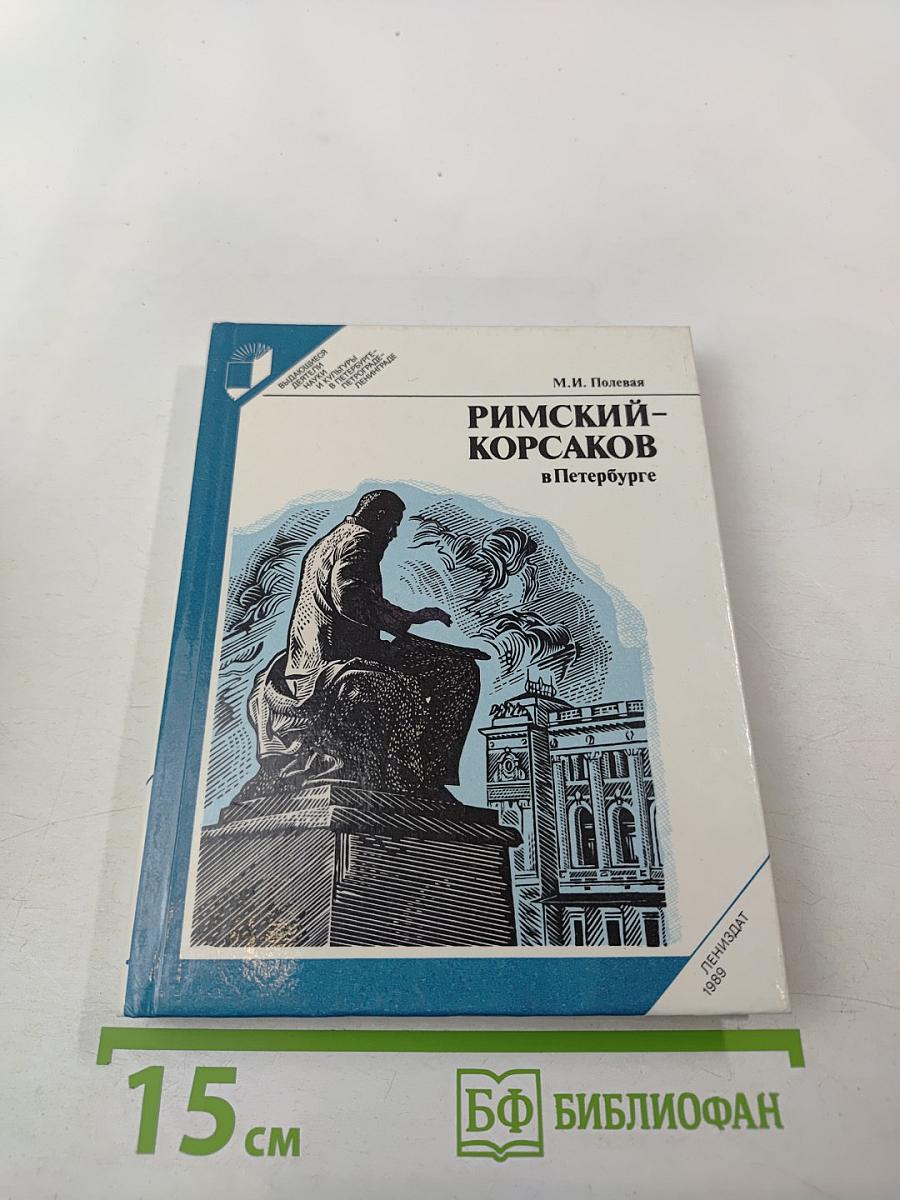 ВЫДАЮЩИЕСЯ
ДЕЯТЕЛИ
НАУКИ
И КУЛЬТУРЫ
В ПЕТЕРБУРГЕ–
ПЕТРОГРАДЕ–
ЛЕНИНГРАДЕ
М.И. Полевая
РИМСКИЙ–
КОРСАКОВ
в Петербурге
ЛЕНИЗДАТ
1989
15 см
БФ БИБЛИОФАН